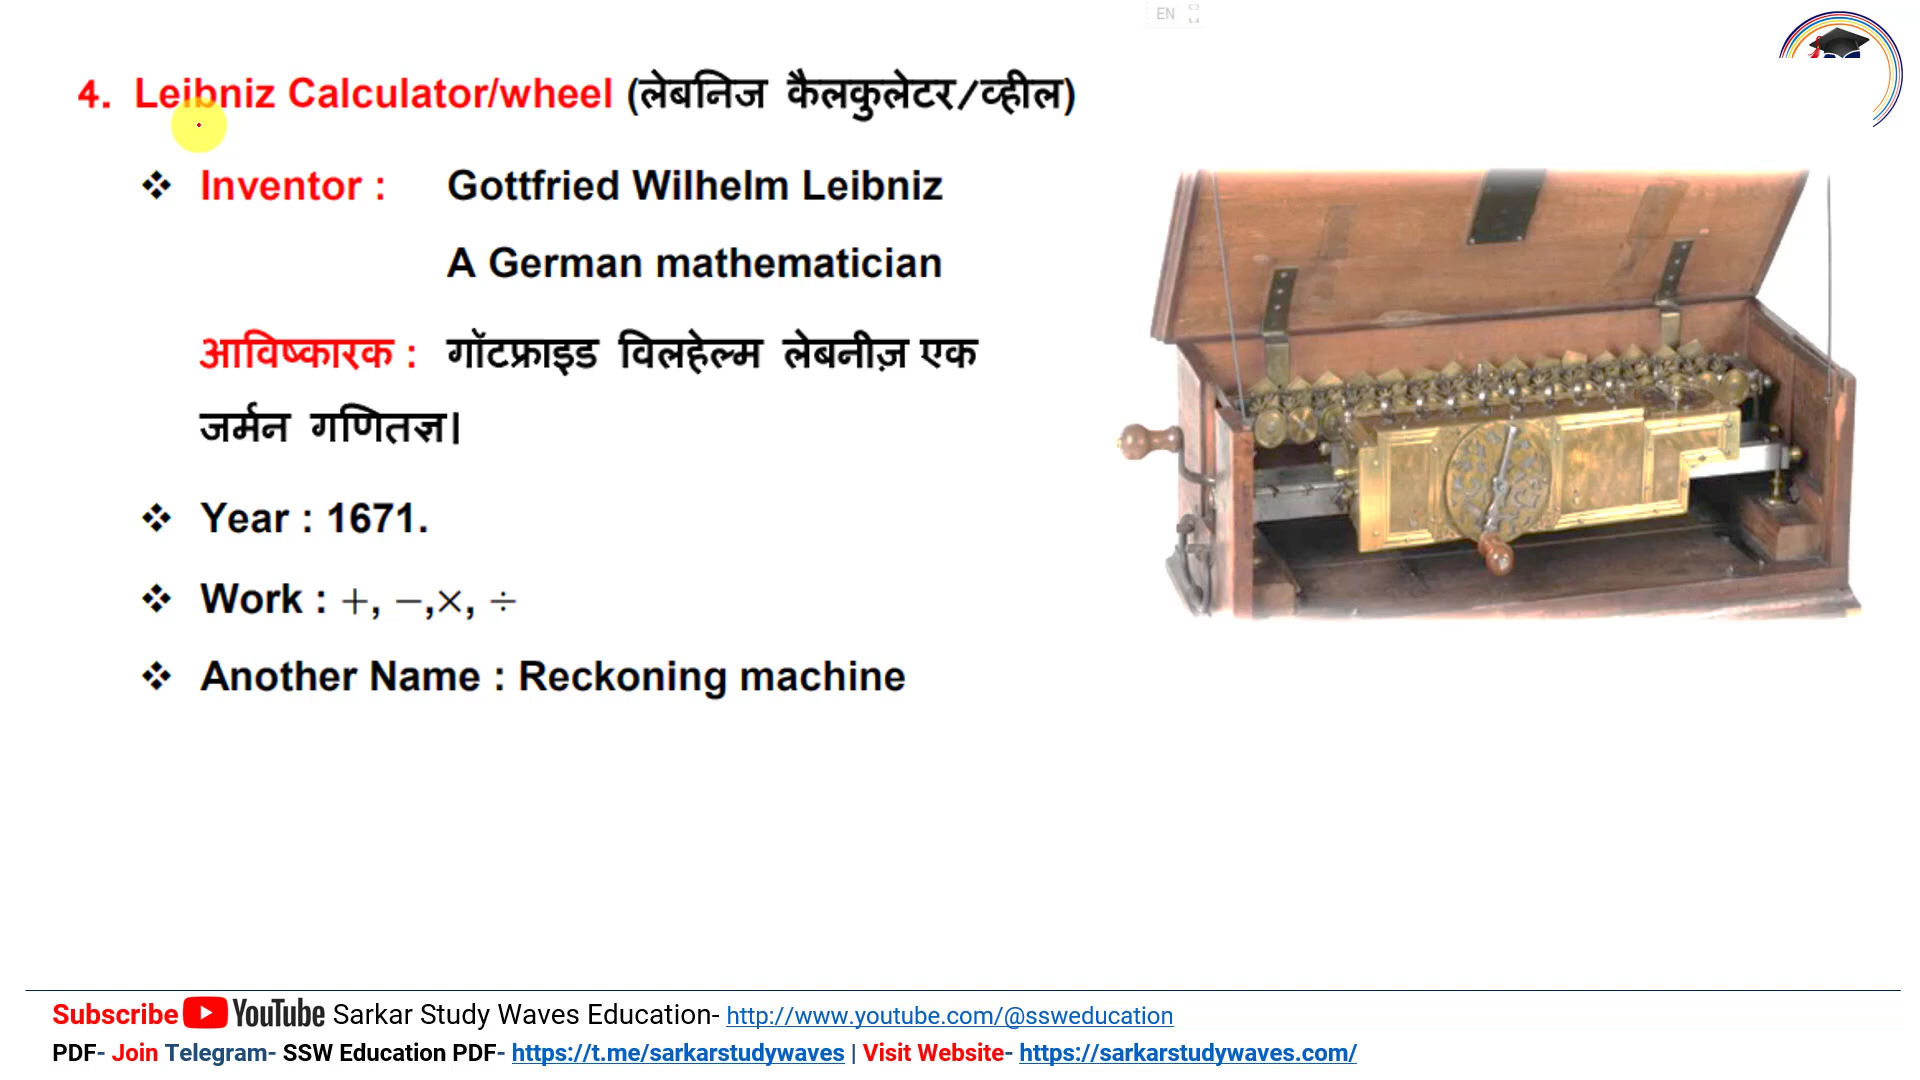 EN
4. Leibniz Calculator/wheel (लेबनिज कैलकुलेटर/व्हील)
❖ Inventor : Gottfried Wilhelm Leibniz
A German mathematician
आविष्कारक : गॉटफ्राइड विलहेल्म लेबनीज़ एक
जर्मन गणितज्ञ।
❖ Year : 1671.
❖ Work : +, −,×, ÷
❖ Another Name : Reckoning machine
Subscribe YouTube Sarkar Study Waves Education- http://www.youtube.com/@ssweducation
PDF- Join Telegram- SSW Education PDF- https://t.me/sarkarstudywaves | Visit Website- https://sarkarstudywaves.com/